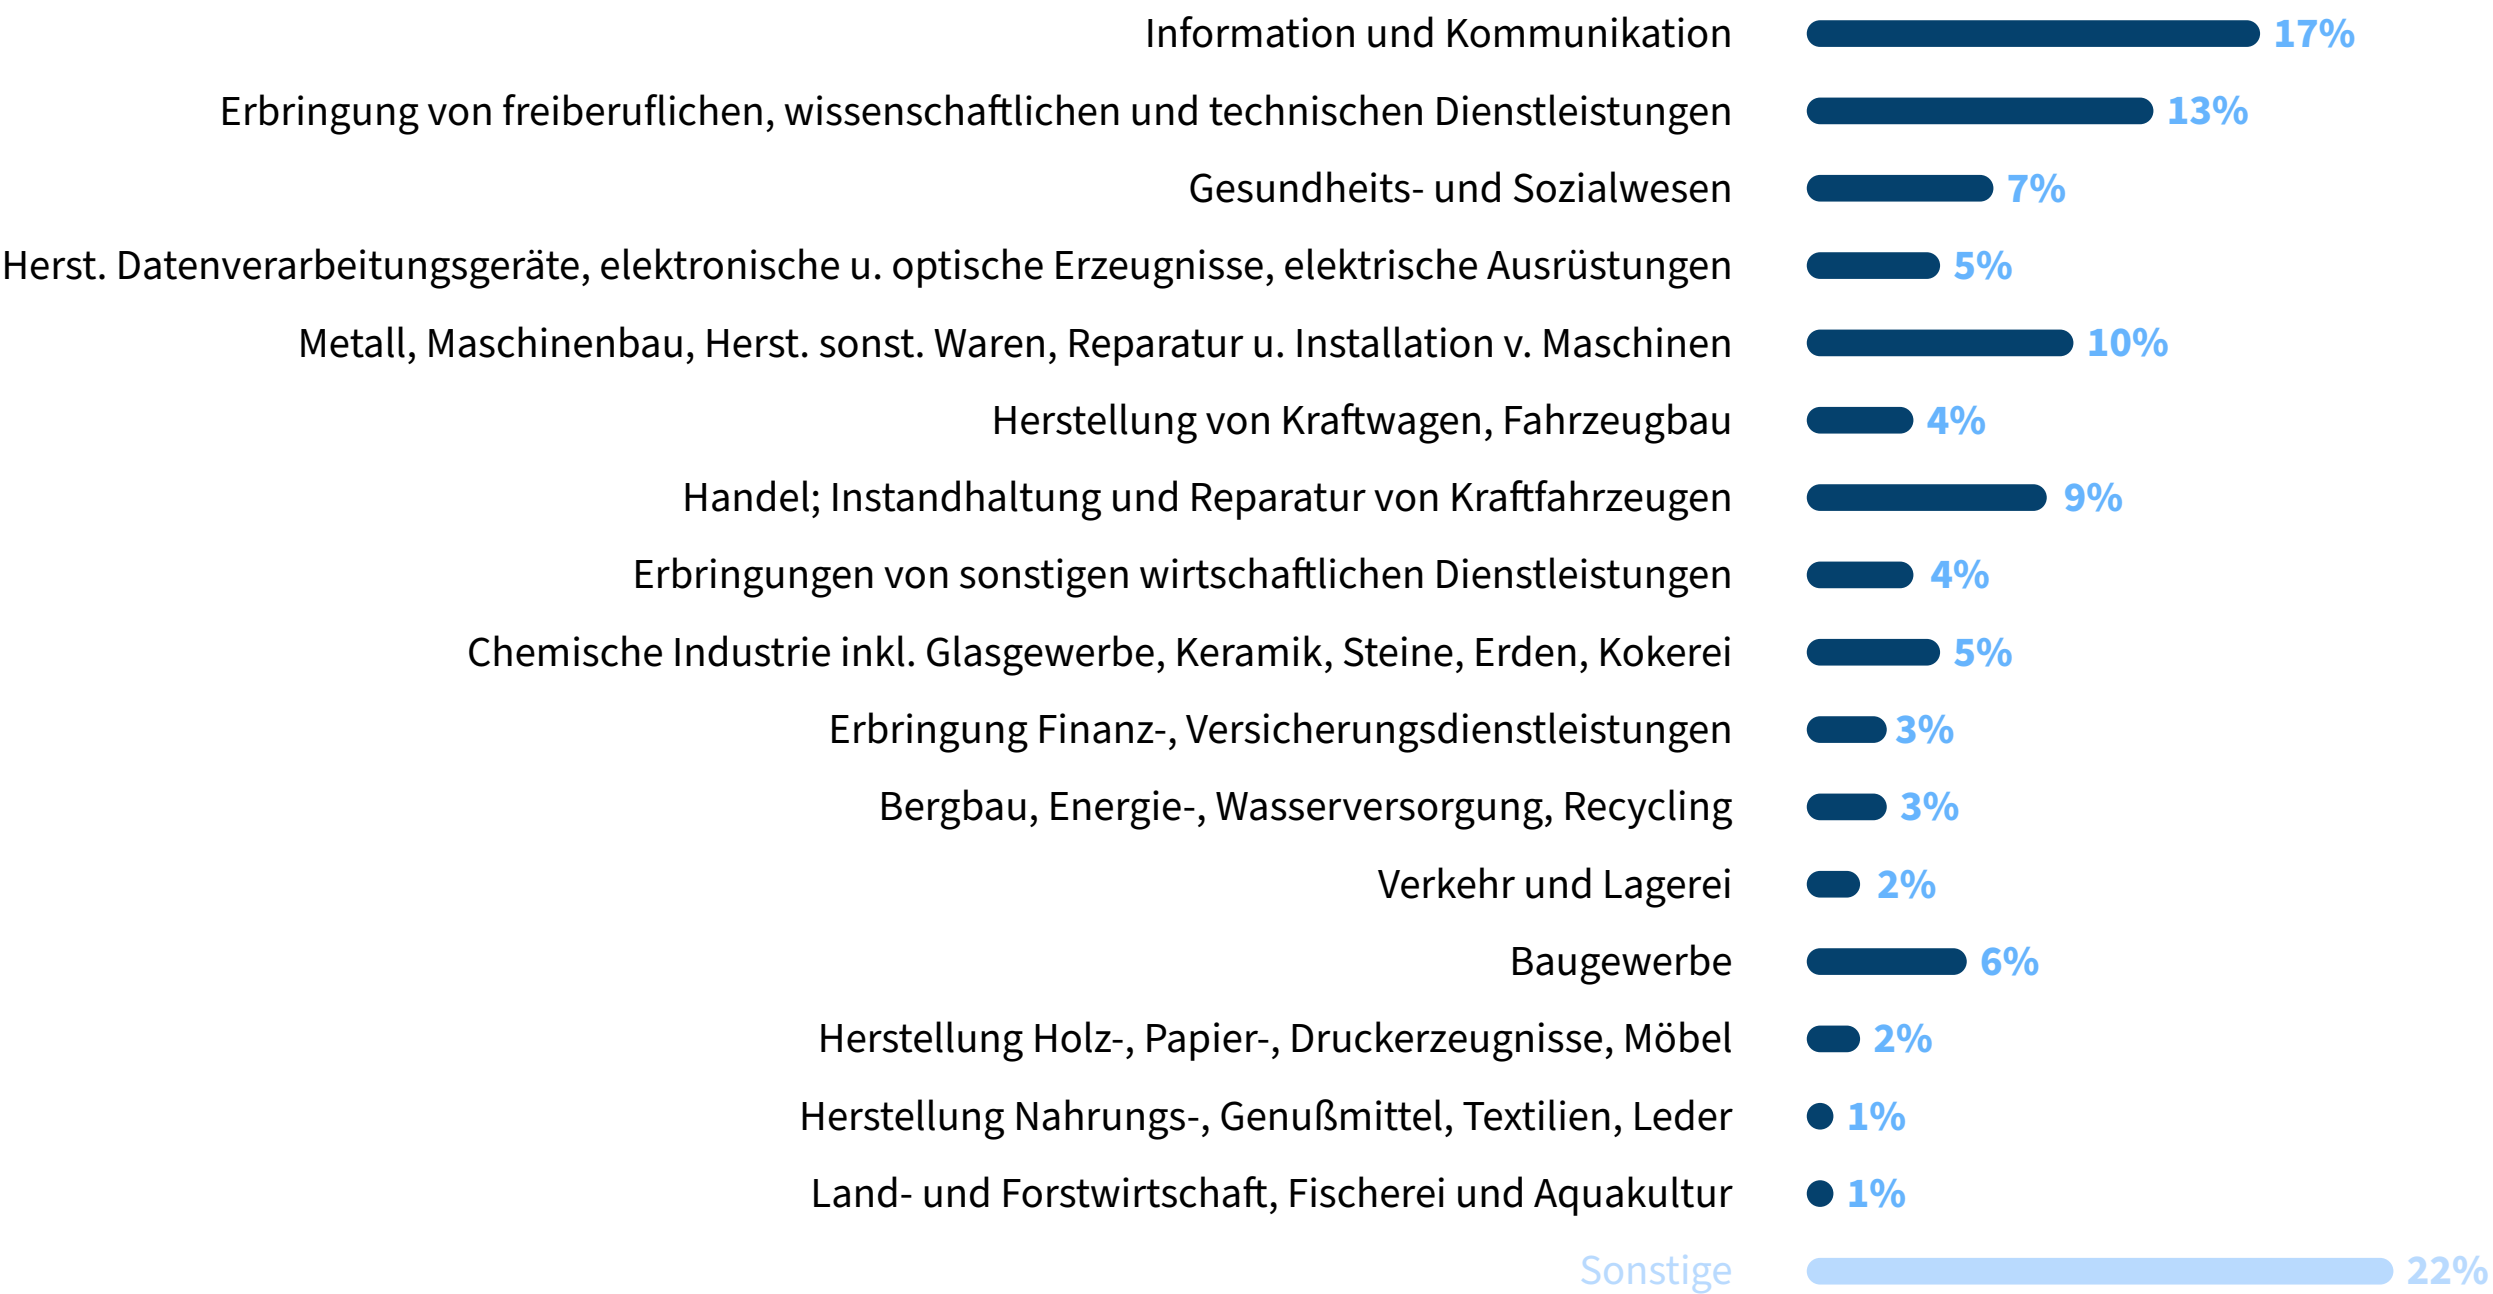 Information und Kommunikation 17%
Erbringung von freiberuflichen, wissenschaftlichen und technischen Dienstleistungen 13%
Gesundheits- und Sozialwesen 7%
Herst. Datenverarbeitungsgeräte, elektronische u. optische Erzeugnisse, elektrische Ausrüstungen 5%
Metall, Maschinenbau, Herst. sonst. Waren, Reparatur u. Installation v. Maschinen 10%
Herstellung von Kraftwagen, Fahrzeugbau 4%
Handel; Instandhaltung und Reparatur von Kraftfahrzeugen 9%
Erbringungen von sonstigen wirtschaftlichen Dienstleistungen 4%
Chemische Industrie inkl. Glasgewerbe, Keramik, Steine, Erden, Kokerei 5%
Erbringung Finanz-, Versicherungsdienstleistungen 3%
Bergbau, Energie-, Wasserversorgung, Recycling 3%
Verkehr und Lagerei 2%
Baugewerbe 6%
Herstellung Holz-, Papier-, Druckerzeugnisse, Möbel 2%
Herstellung Nahrungs-, Genußmittel, Textilien, Leder 1%
Land- und Forstwirtschaft, Fischerei und Aquakultur 1%
Sonstige 22%